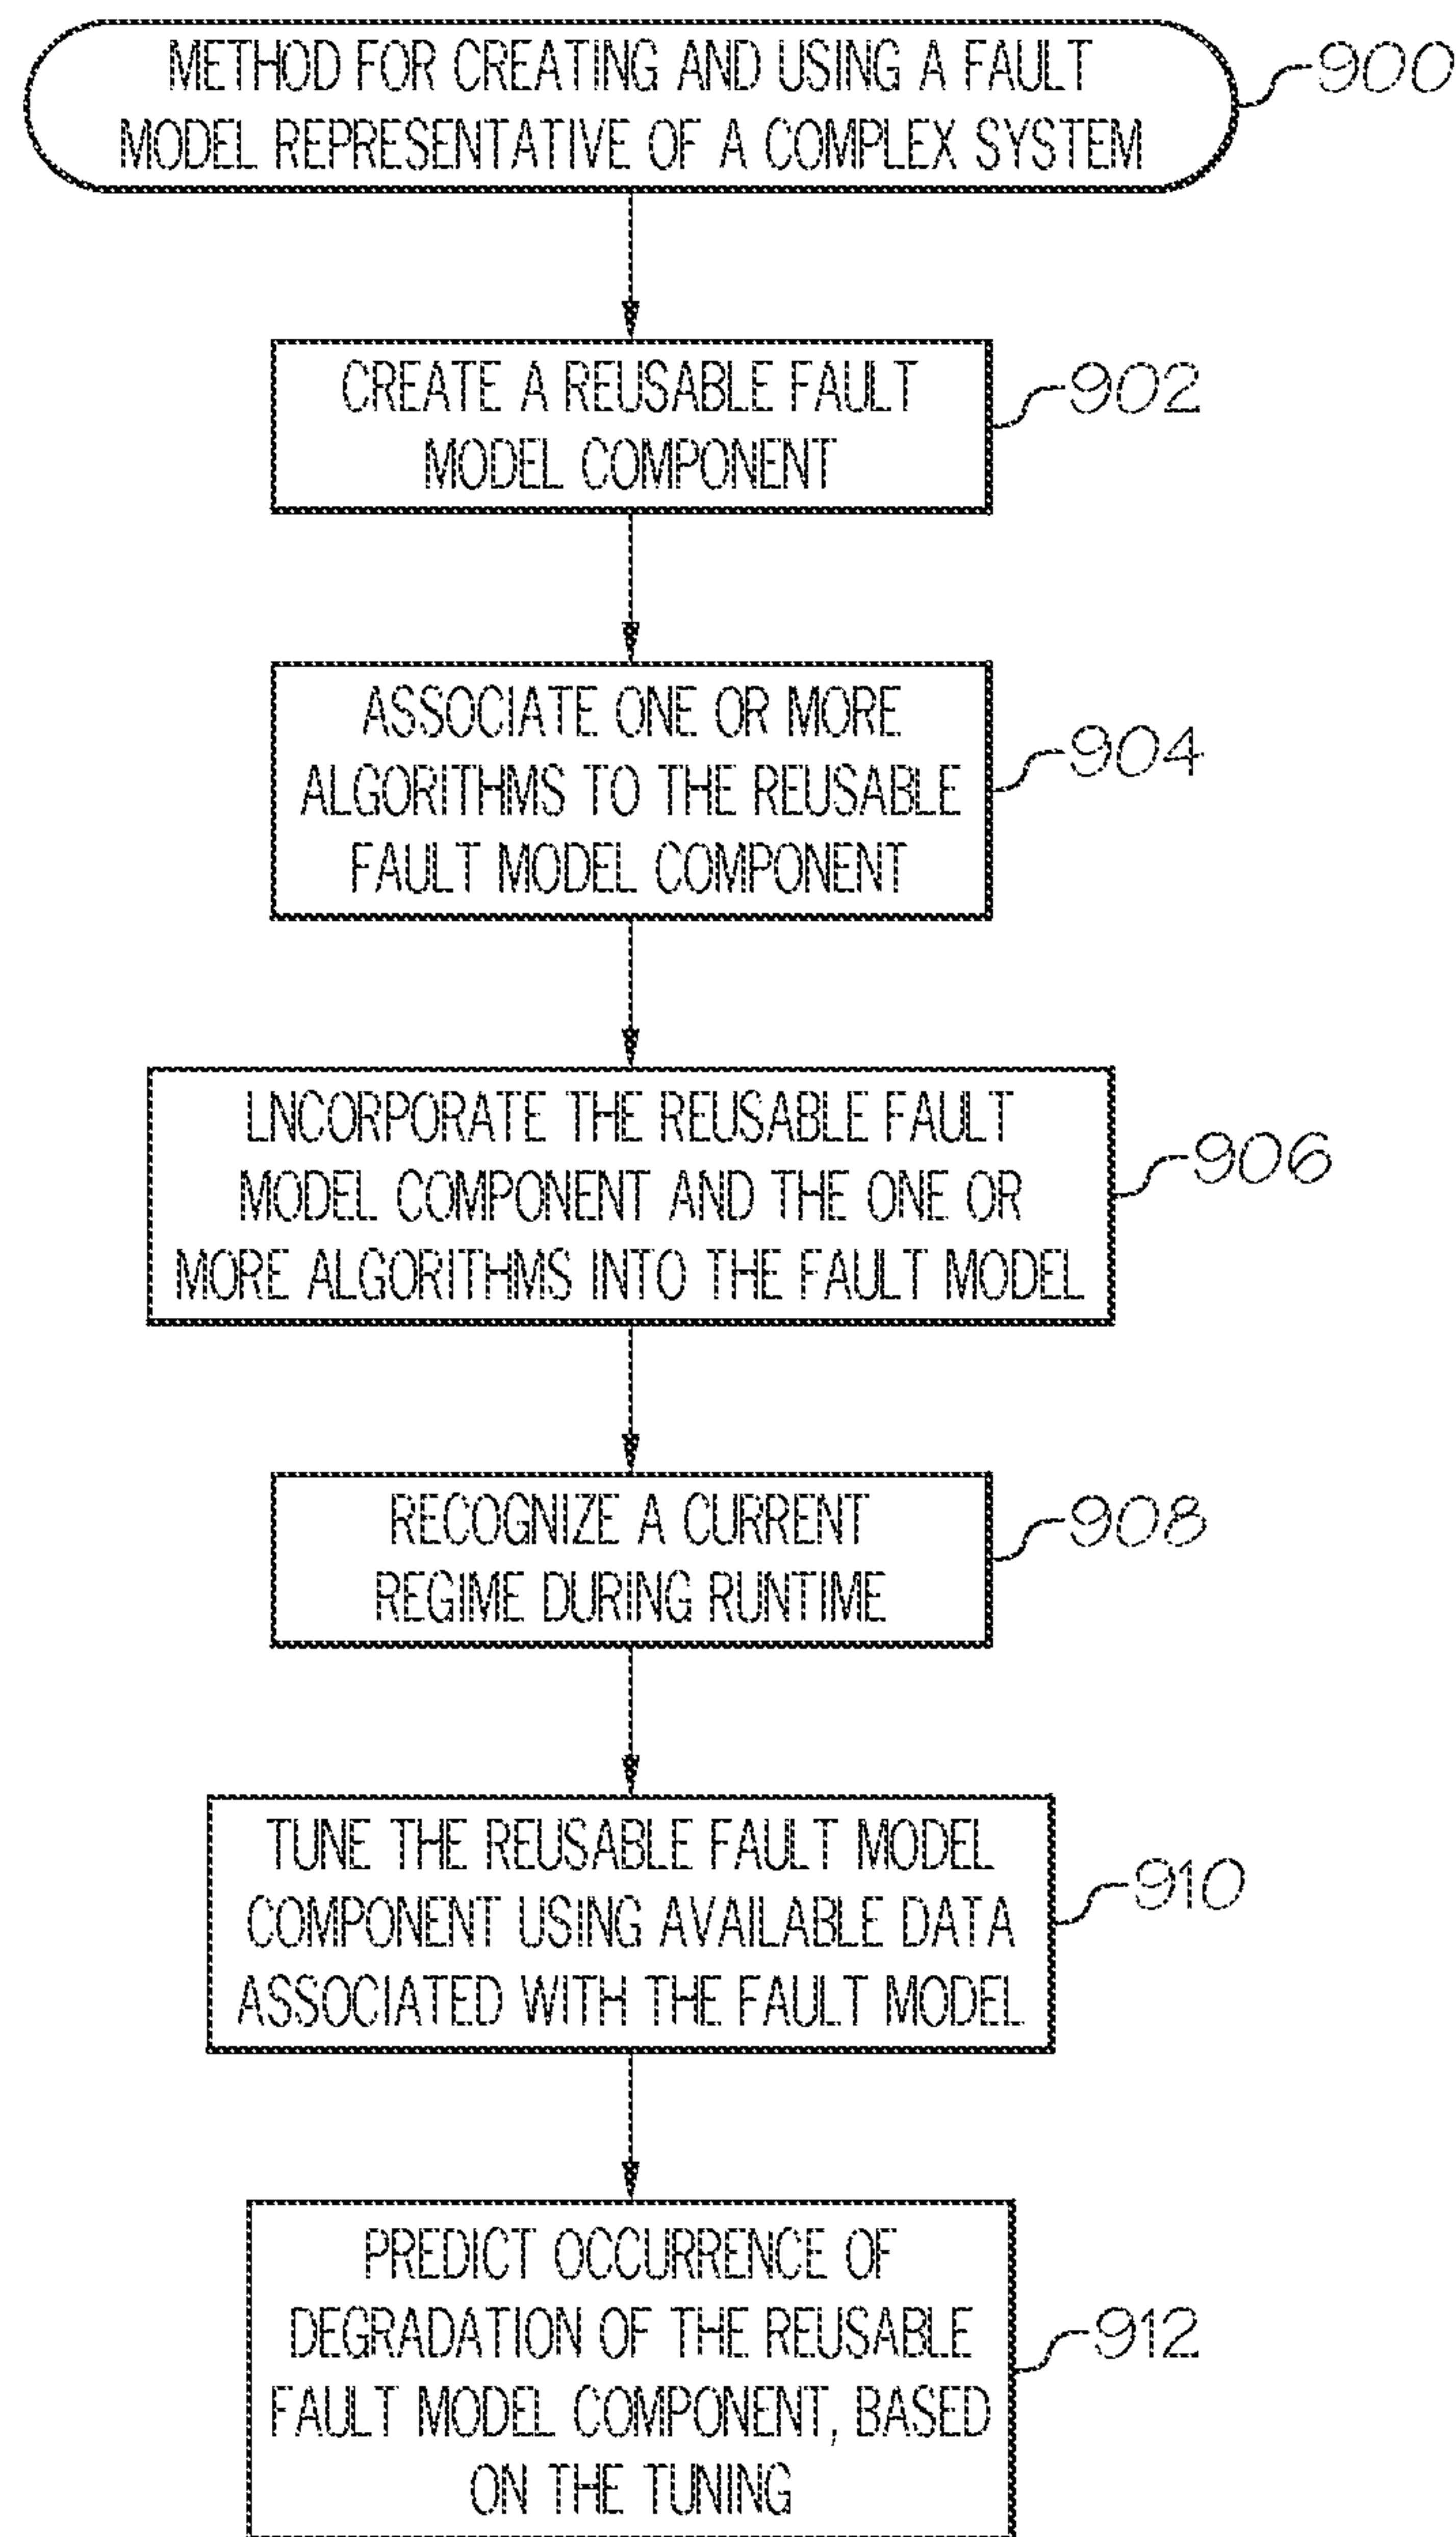 METHOD FOR CREATING AND USING A FAULT
MODEL REPRESENTATIVE OF A COMPLEX SYSTEM
900
CREATE A REUSABLE FAULT
MODEL COMPONENT
902
ASSOCIATE ONE OR MORE
ALGORITHMS TO THE REUSABLE
FAULT MODEL COMPONENT
904
LNCORPORATE THE REUSABLE FAULT
MODEL COMPONENT AND THE ONE OR
MORE ALGORITHMS INTO THE FAULT MODEL
906
RECOGNIZE A CURRENT
REGIME DURING RUNTIME
908
TUNE THE REUSABLE FAULT MODEL
COMPONENT USING AVAILABLE DATA
ASSOCIATED WITH THE FAULT MODEL
910
PREDICT OCCURRENCE OF
DEGRADATION OF THE REUSABLE
FAULT MODEL COMPONENT, BASED
ON THE TUNING
912